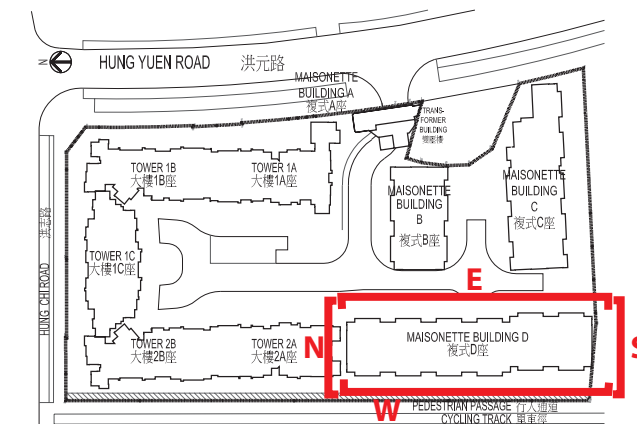 N
HUNG YUEN ROAD 洪元路
MAISONETTE
BUILDING A
複式A座
TRANS-
FORMER
BUILDING
變壓樓
TOWER 1B
大樓1B座
TOWER 1A
大樓1A座
MAISONETTE
BUILDING
B
複式B座
MAISONETTE
BUILDING
C
複式C座
洪志路
HUNG CHI ROAD
TOWER 1C
大樓1C座
E
TOWER 2B
大樓2B座
TOWER 2A
大樓2A座
N
MAISONETTE BUILDING D
複式D座
S
W
PEDESTRIAN PASSAGE 行人通道
CYCLING TRACK 單車徑